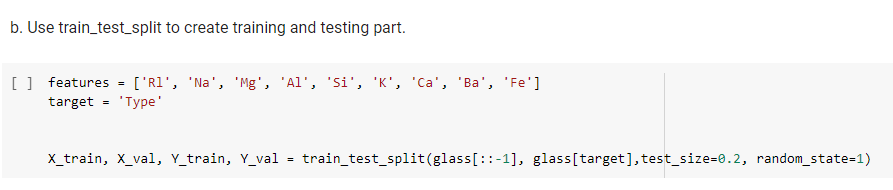 b. Use train_test_split to create training and testing part.
[ ] features = ['Rl', 'Na', 'Mg', 'Al', 'Si', 'K', 'Ca', 'Ba', 'Fe']
target = 'Type'
X_train, X_val, Y_train, Y_val = train_test_split(glass[::-1], glass[target],test_size=0.2, random_state=1)